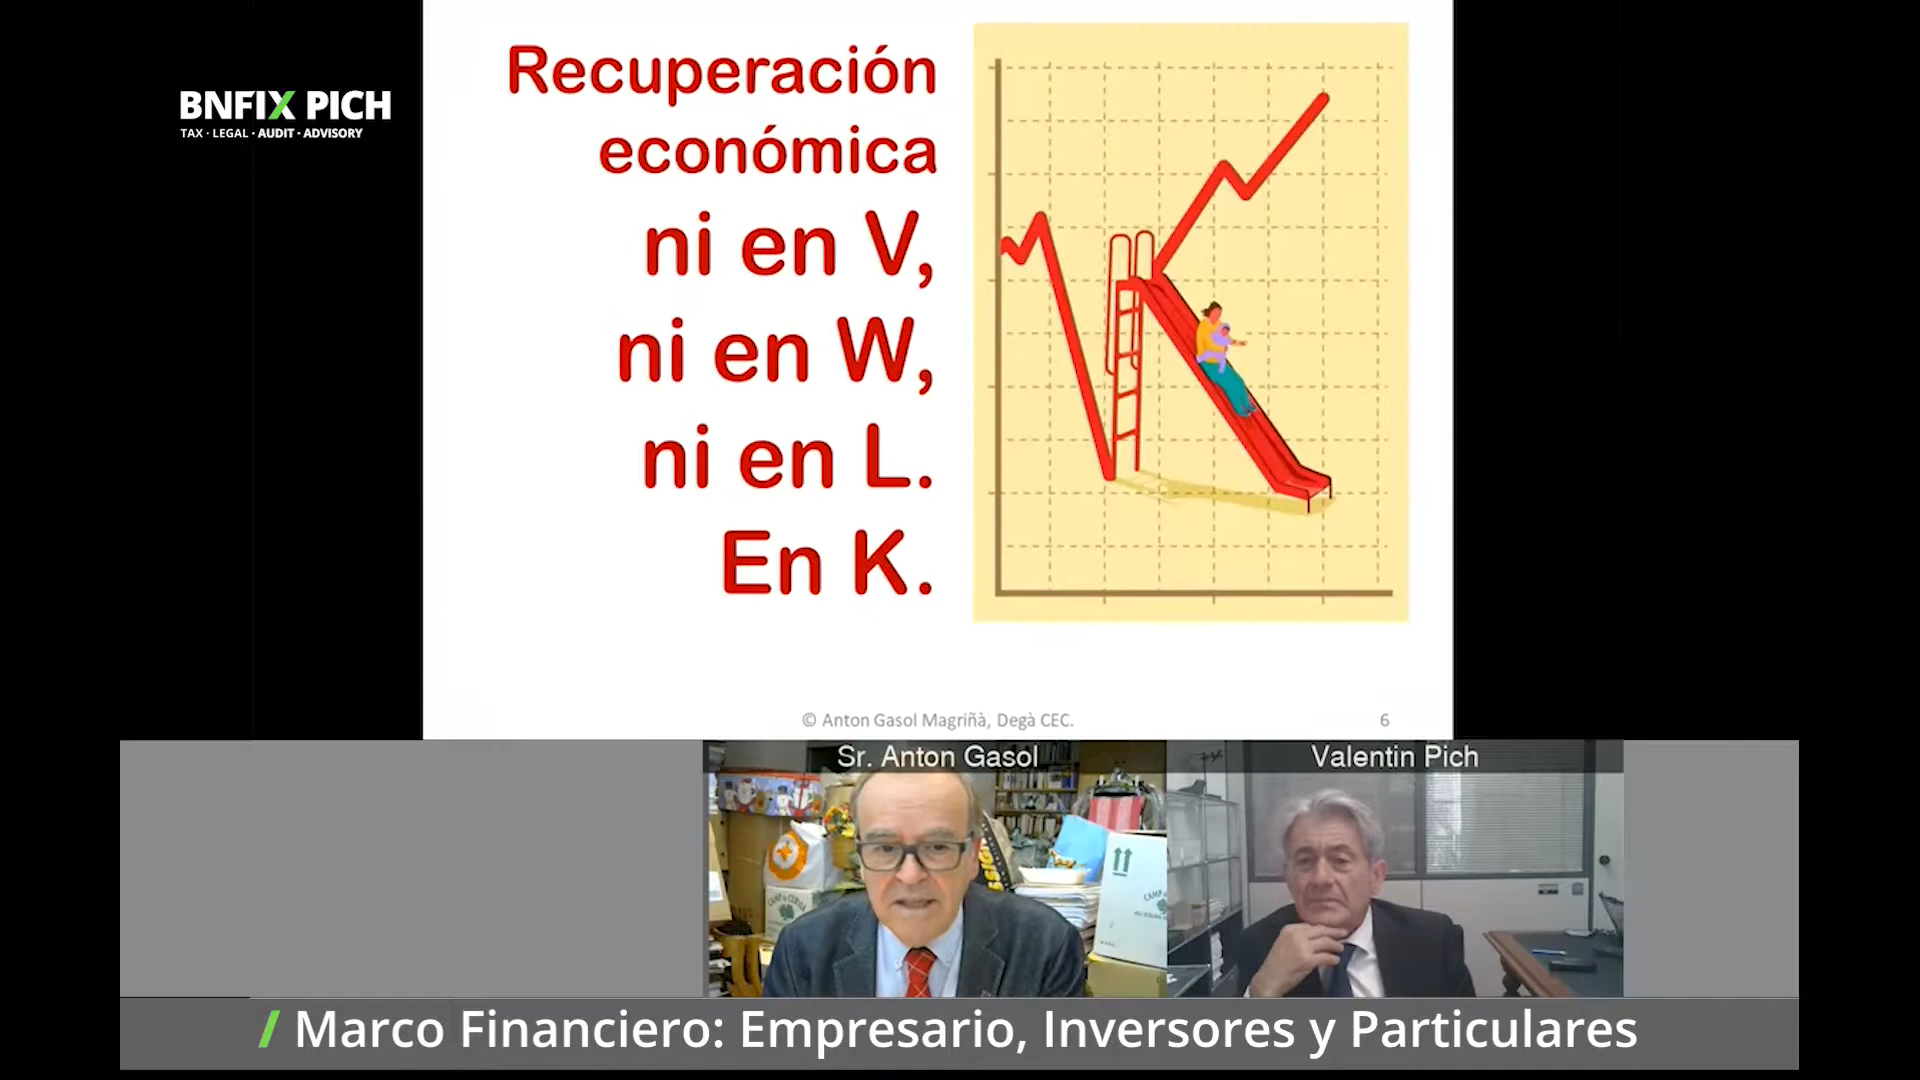 BNFIX PICH
TAX · LEGAL · AUDIT · ADVISORY
Recuperación
económica
ni en V,
ni en W,
ni en L.
En K.
© Anton Gasol Magriñà, Degà CEC.
6
Sr. Anton Gasol
Valentin Pich
/ Marco Financiero: Empresario, Inversores y Particulares